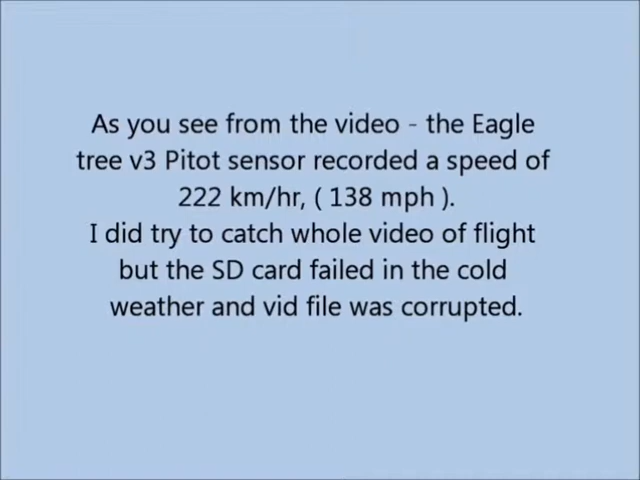 As you see from the video - the Eagle
tree v3 Pitot sensor recorded a speed of
222 km/hr, ( 138 mph ).
I did try to catch whole video of flight
but the SD card failed in the cold
weather and vid file was corrupted.